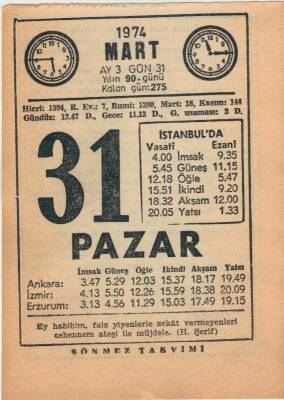 1974
MART
AY 3 GÜN 31
Yılın 90. günü
Kalan gün: 275
Hicrî: 1394, R. Ev.: 7, Rumî: 1390, Mart: 18, Kasım: 144
Gündüz: 12.47 D., Gece: 11.13 D., G. uzaması: 3 D.
31
İSTANBUL'DA
Vasatî Ezanî
4.00 İmsak 9.35
5.45 Güneş 11.15
12.18 Öğle 5.47
15.51 İkindi 9.20
18.32 Akşam 12.00
20.05 Yatsı 1.33
PAZAR
İmsak Güneş Öğle İkindi Akşam Yatsı
Ankara: 3.47 5.29 12.03 15.37 18.17 19.49
İzmir: 4.13 5.50 12.26 15.59 18.38 20.09
Erzurum: 3.13 4.56 11.29 15.03 17.49 19.15
Ey habibim, faiz yiyenlerle zekât vermeyenleri
cehennem ateşi ile müjdele. (H. Şerif)
SÖNMEZ TAKVİMİ